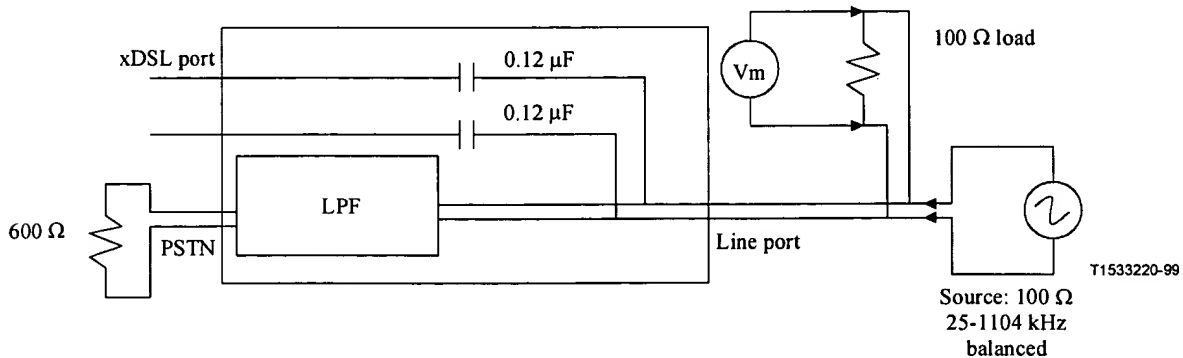 xDSL port
0.12 μF
0.12 μF
Vm
100 Ω load
LPF
600 Ω
PSTN
Line port
T1533220-99
Source: 100 Ω
25-1104 kHz
balanced